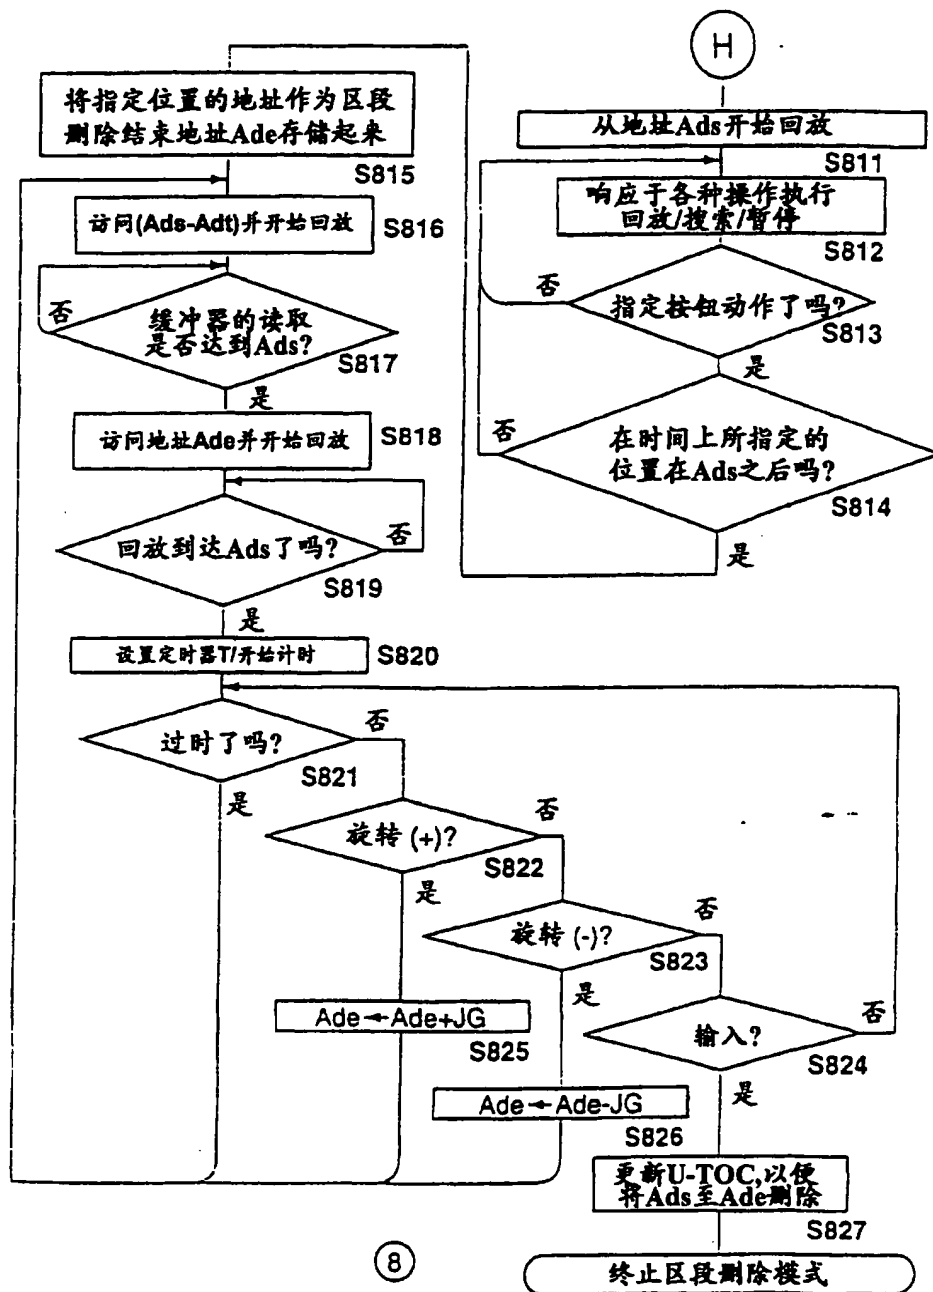 H
从地址Ads开始回放
S811
响应于各种操作执行
回放/搜索/暂停
S812
否
指定按钮动作了吗?
S813
是
否
在时间上所指定的
位置在Ads之后吗?
S814
是
将指定位置的地址作为区段
删除结束地址Ade存储起来
S815
访问(Ads-Adt)并开始回放
S816
否
缓冲器的读取
是否达到Ads?
S817
是
访问地址Ade并开始回放
S818
回放到达Ads了吗?
否
S819
是
设置定时器T/开始计时
S820
过时了吗?
否
S821
是
旋转 (+)?
否
S822
是
旋转 (-)?
否
S823
是
输入?
否
S824
是
Ade←Ade+JG
S825
Ade←Ade-JG
S826
更新U-TOC,以便
将Ads至Ade删除
S827
终止区段删除模式
8